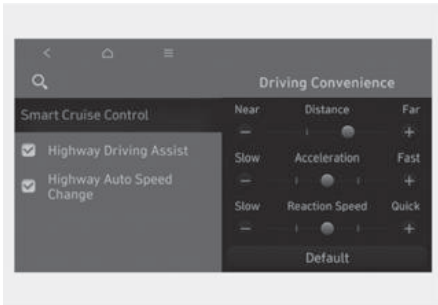 Driving Convenience
Smart Cruise Control
Highway Driving Assist
Highway Auto Speed
Change
Near Distance Far
Slow Acceleration Fast
Slow Reaction Speed Quick
Default